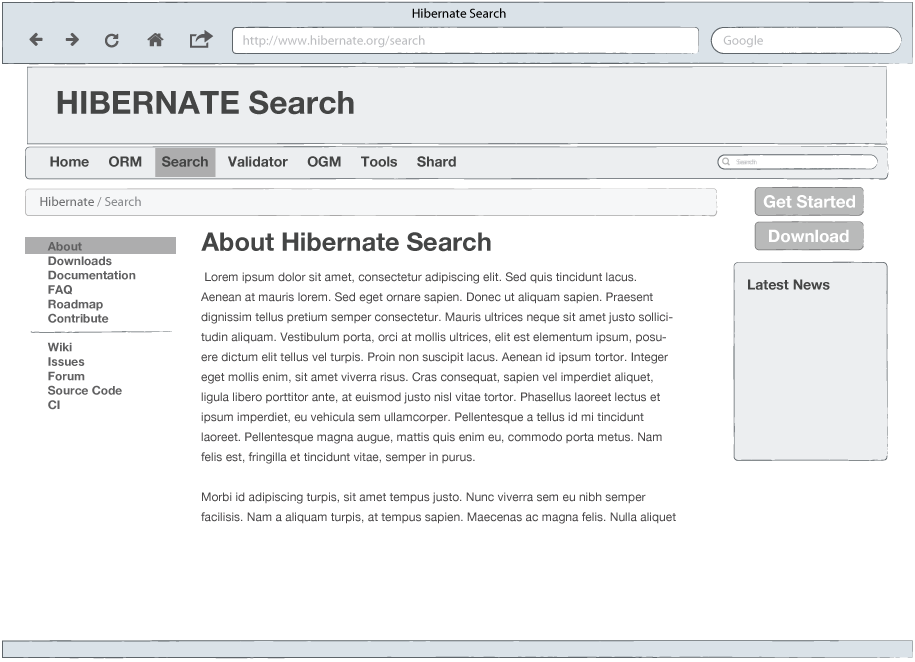 Hibernate Search
http://www.hibernate.org/search
Google
HIBERNATE Search
Home ORM Search Validator OGM Tools Shard
Search
Hibernate / Search
Get Started
Download
Latest News
About
Downloads
Documentation
FAQ
Roadmap
Contribute
Wiki
Issues
Forum
Source Code
CI
About Hibernate Search
Lorem ipsum dolor sit amet, consectetur adipiscing elit. Sed quis tincidunt lacus.
Aenean at mauris lorem. Sed eget ornare sapien. Donec ut aliquam sapien. Praesent
dignissim tellus pretium semper consectetur. Mauris ultrices neque sit amet justo sollici-
tudin aliquam. Vestibulum porta, orci at mollis ultrices, elit est elementum ipsum, posu-
ere dictum elit tellus vel turpis. Proin non suscipit lacus. Aenean id ipsum tortor. Integer
eget mollis enim, sit amet viverra risus. Cras consequat, sapien vel imperdiet aliquet,
ligula libero porttitor ante, at euismod justo nisl vitae tortor. Phasellus laoreet lectus et
ipsum imperdiet, eu vehicula sem ullamcorper. Pellentesque a tellus id mi tincidunt
laoreet. Pellentesque magna augue, mattis quis enim eu, commodo porta metus. Nam
felis est, fringilla et tincidunt vitae, semper in purus.
Morbi id adipiscing turpis, sit amet tempus justo. Nunc viverra sem eu nibh semper
facilisis. Nam a aliquam turpis, at tempus sapien. Maecenas ac magna felis. Nulla aliquet